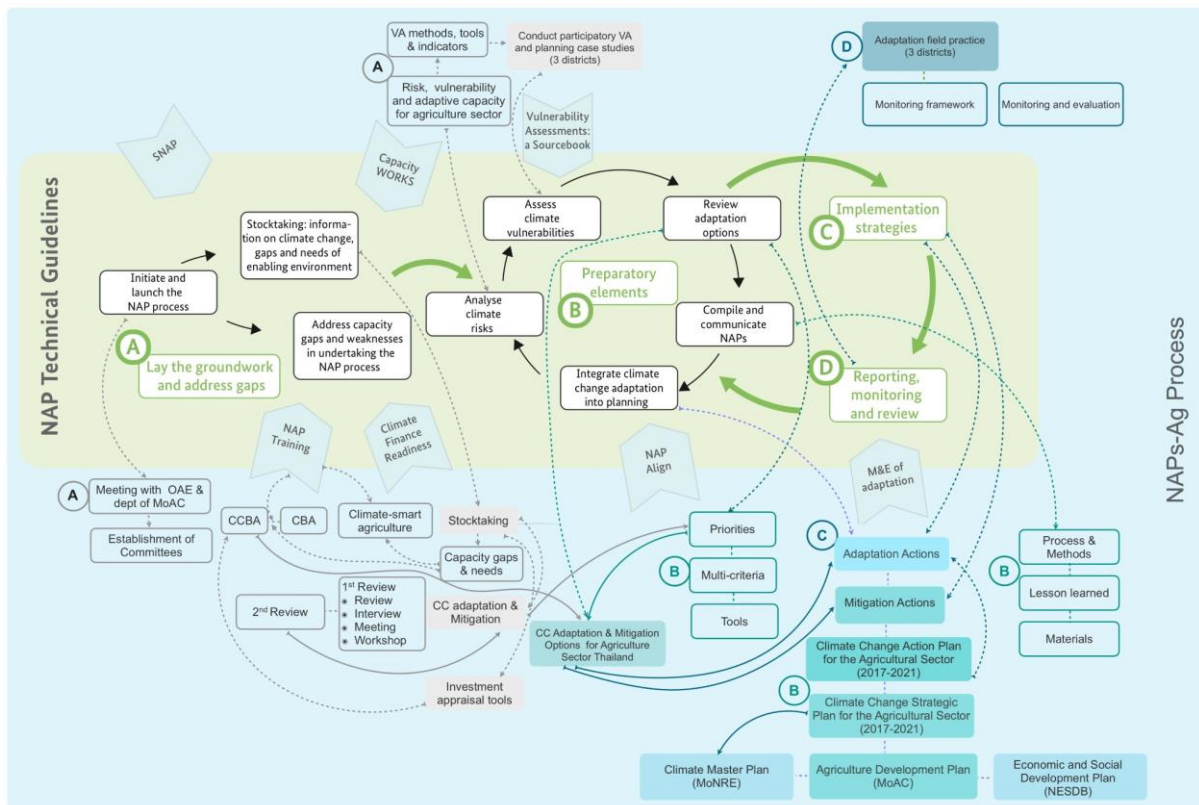 VA methods, tools
& indicators
Conduct participatory VA
and planning case studies
(3 districts)
A
Risk, vulnerability
and adaptive capacity
for agriculture sector
D
Adaptation field practice
(3 districts)
Monitoring framework
Monitoring and evaluation
SNAP
Capacity
WORKS
Vulnerability
Assessments:
a Sourcebook
NAP Technical Guidelines
NAPs-Ag Process
Stocktaking: informa-
tion on climate change,
gaps and needs of
enabling environment
Assess
climate
vulnerabilities
Review
adaptation
options
Implementation
strategies
C
Initiate and
launch the
NAP process
Preparatory
elements
B
Analyse
climate
risks
Compile and
communicate
NAPs
Address capacity
gaps and weaknesses
in undertaking the
NAP process
A
Lay the groundwork
and address gaps
Integrate climate
change adaptation
into planning
D
Reporting,
monitoring
and review
NAP
Training
Climate
Finance
Readiness
NAP
Align
M&E of
adaptation
A
Meeting with OAE &
dept of MoAC
Establishment of
Committees
CCBA
CBA
Climate-smart
agriculture
Stocktaking
Capacity gaps
& needs
2nd Review
1st Review
Review
Interview
Meeting
Workshop
CC adaptation &
Mitigation
Investment
appraisal tools
CC Adaptation & Mitigation
Options for Agriculture
Sector Thailand
Priorities
B
Multi-criteria
Tools
C
Adaptation Actions
Mitigation Actions
Climate Change Action Plan
for the Agricultural Sector
(2017-2021)
B
Climate Change Strategic
Plan for the Agricultural Sector
(2017-2021)
Process &
Methods
B
Lesson learned
Materials
Climate Master Plan
(MoNRE)
Agriculture Development Plan
(MoAC)
Economic and Social
Development Plan
(NESDB)